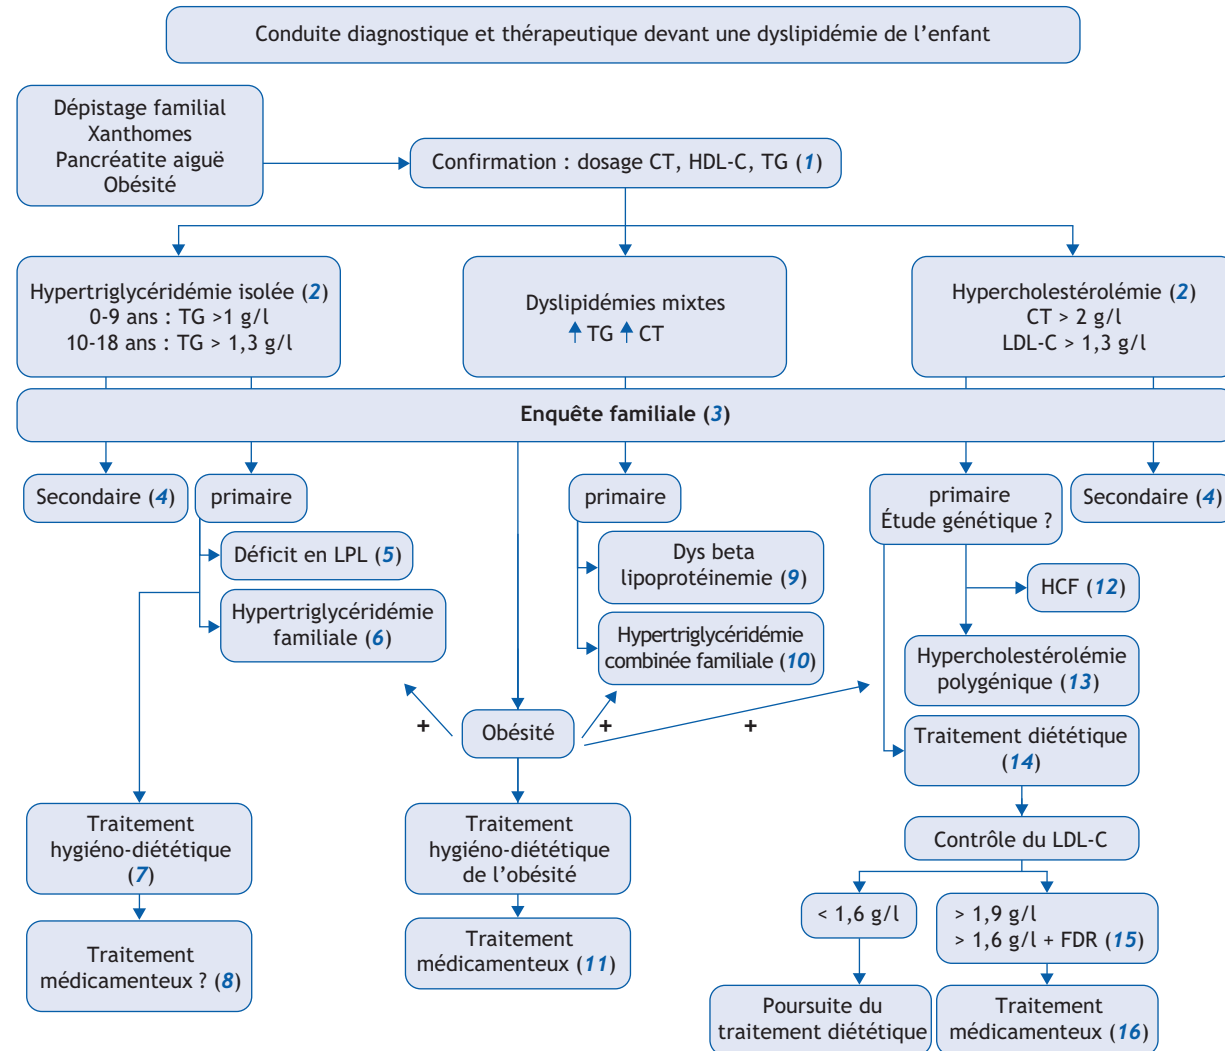 Conduite diagnostique et thérapeutique devant une dyslipidémie de l'enfant
Dépistage familial
Xanthomes
Pancréatite aiguë
Obésité
Confirmation : dosage CT, HDL-C, TG (1)
Hypertriglycéridémie isolée (2)
0-9 ans : TG >1 g/l
10-18 ans : TG > 1,3 g/l
Dyslipidémies mixtes
TG CT
Hypercholestérolémie (2)
CT > 2 g/l
LDL-C > 1,3 g/l
Enquête familiale (3)
Secondaire (4)
primaire
primaire
primaire
Étude génétique ?
Secondaire (4)
Déficit en LPL (5)
Hypertriglycéridémie
familiale (6)
Dys beta
lipoprotéinemie (9)
Hypertriglycéridémie
combinée familiale (10)
HCF (12)
Hypercholestérolémie
polygénique (13)
+
Obésité
+
+
Traitement diététique
(14)
Traitement
hygiéno-diététique
(7)
Traitement
hygiéno-diététique
de l'obésité
Contrôle du LDL-C
< 1,6 g/l
> 1,9 g/l
> 1,6 g/l + FDR (15)
Traitement
médicamenteux ? (8)
Traitement
médicamenteux (11)
Poursuite du
traitement diététique
Traitement
médicamenteux (16)